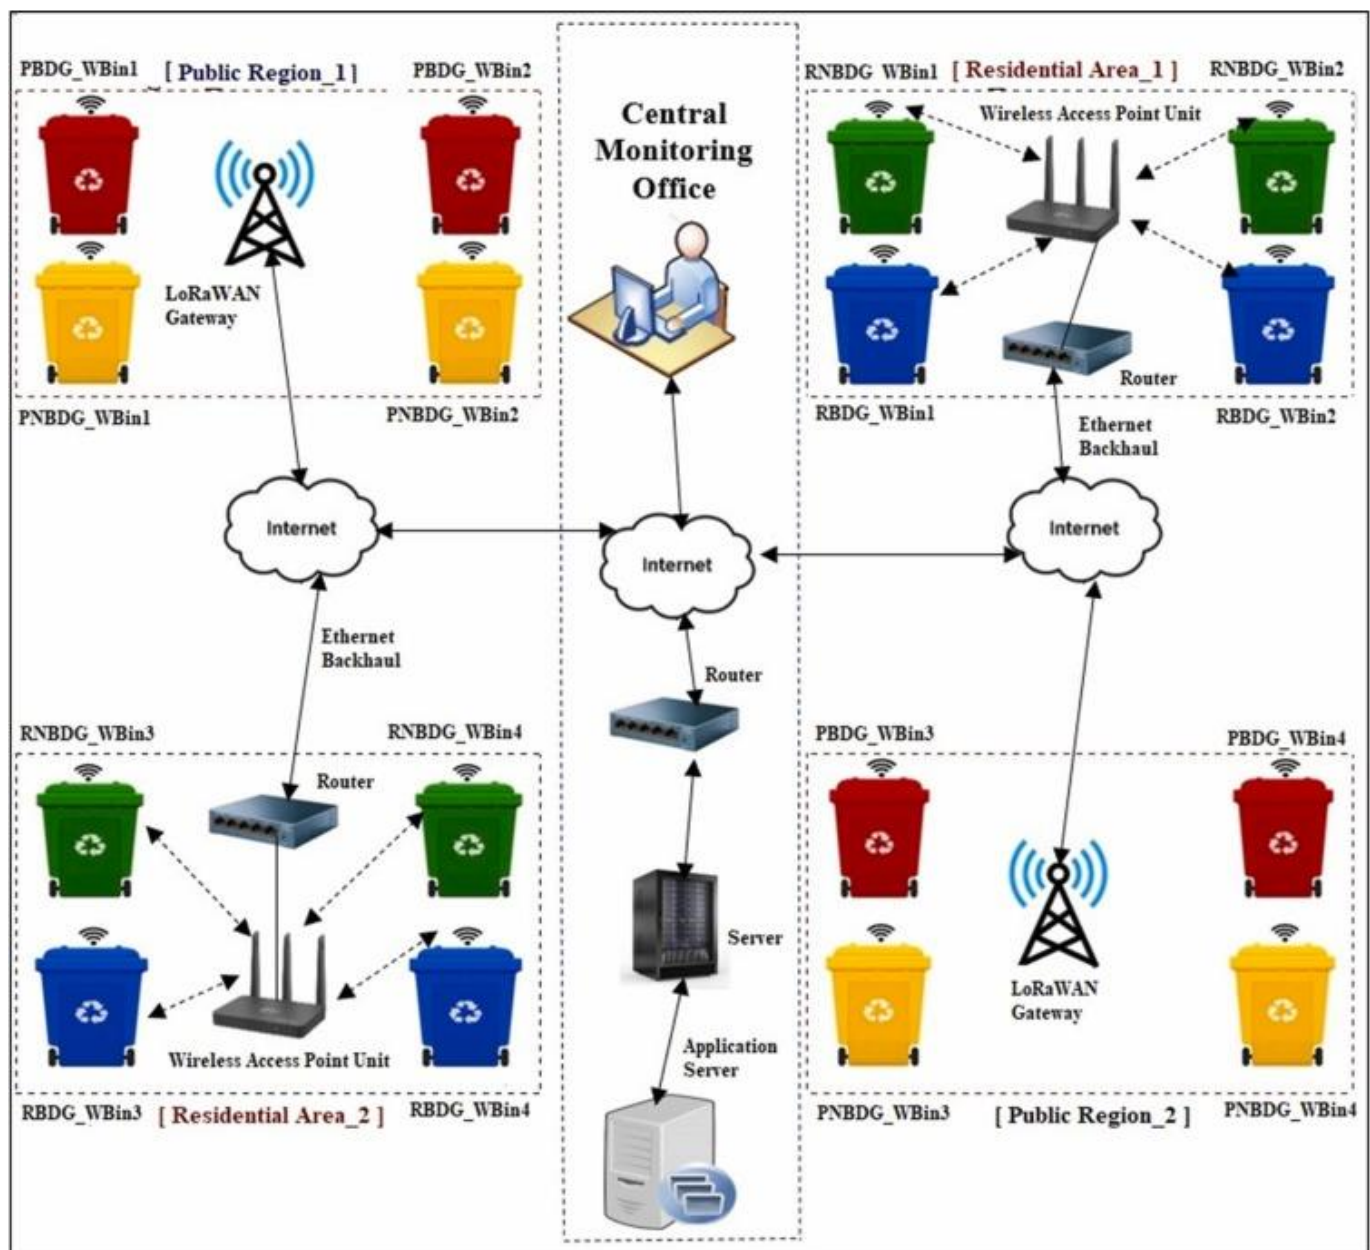 PBDG_WBin1
[ Public Region_1]
PBDG_WBin2
LoRaWAN
Gateway
PNBDG_WBin1
PNBDG_WBin2
Central
Monitoring
Office
RNBDG_WBin1
[ Residential Area_1 ]
RNBDG_WBin2
Wireless Access Point Unit
Router
RBDG_WBin1
RBDG_WBin2
Ethernet
Backhaul
Internet
Internet
Internet
Ethernet
Backhaul
Router
RNBDG_WBin3
RNBDG_WBin4
Router
Wireless Access Point Unit
RBDG_WBin3
[ Residential Area_2 ]
RBDG_WBin4
Server
Application
Server
PBDG_WBin3
PBDG_WBin4
LoRaWAN
Gateway
PNBDG_WBin3
[ Public Region_2 ]
PNBDG_WBin4